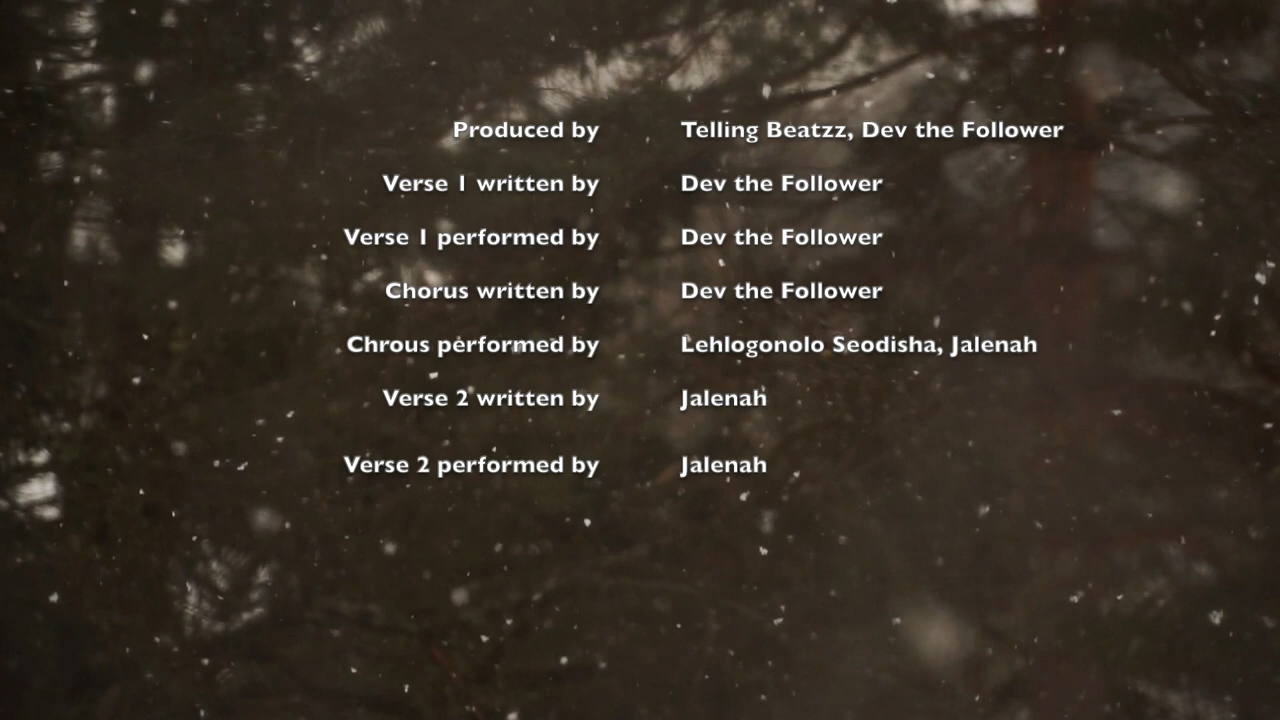 Produced by Telling Beatzz, Dev the Follower
Verse 1 written by Dev the Follower
Verse 1 performed by Dev the Follower
Chorus written by Dev the Follower
Chrous performed by Lehlogonolo Seodisha, Jalenah
Verse 2 written by Jalenah
Verse 2 performed by Jalenah